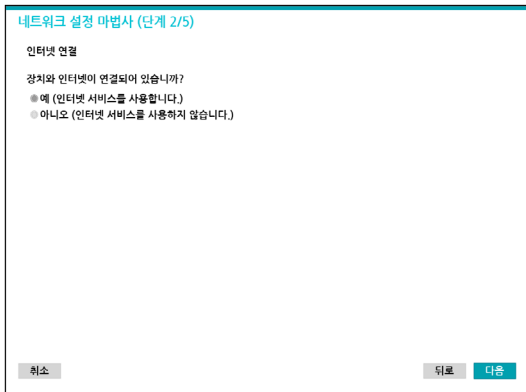 네트워크 설정 마법사 (단계 2/5)
인터넷 연결
장치와 인터넷이 연결되어 있습니까?
예 (인터넷 서비스를 사용합니다.)
아니오 (인터넷 서비스를 사용하지 않습니다.)
취소 뒤로 다음